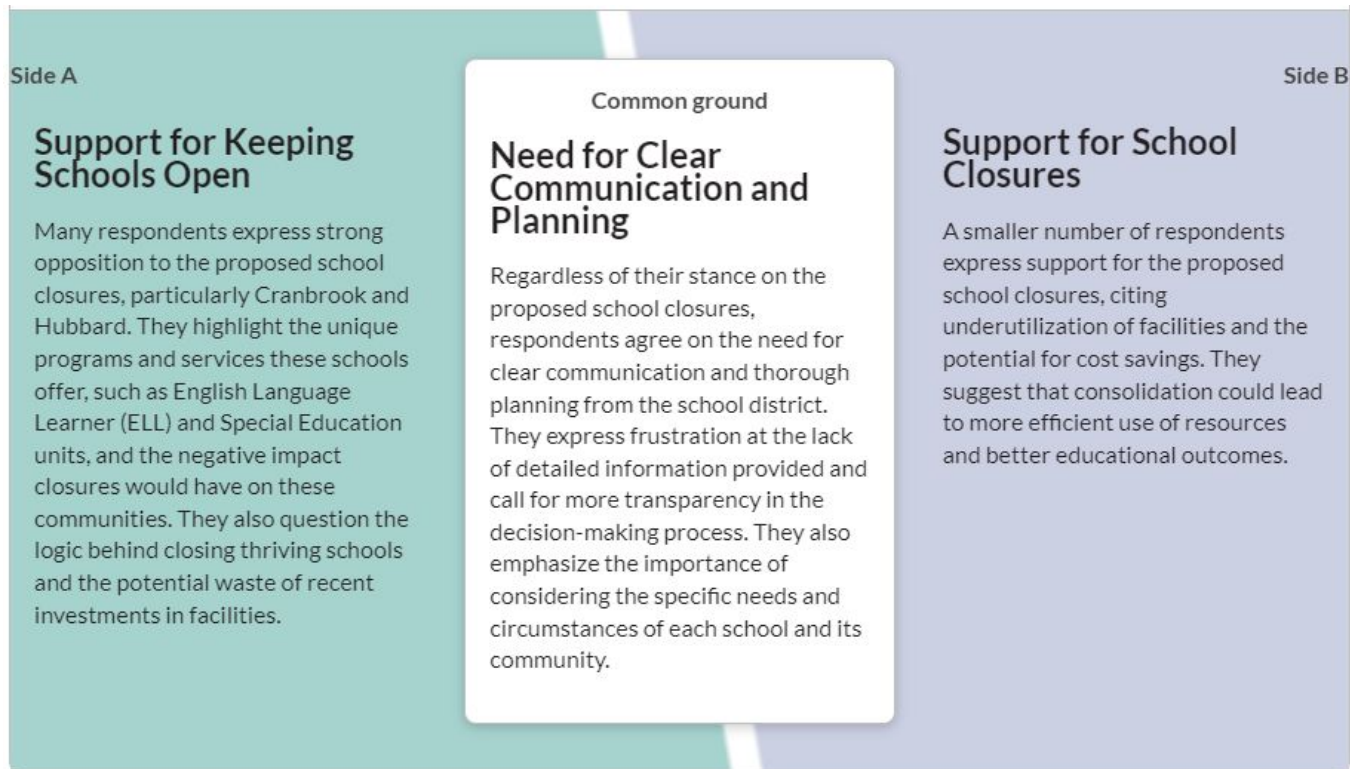 Side A
Support for Keeping
Schools Open
Many respondents express strong
opposition to the proposed school
closures, particularly Cranbrook and
Hubbard. They highlight the unique
programs and services these schools
offer, such as English Language
Learner (ELL) and Special Education
units, and the negative impact
closures would have on these
communities. They also question the
logic behind closing thriving schools
and the potential waste of recent
investments in facilities.
Common ground
Need for Clear
Communication and
Planning
Regardless of their stance on the
proposed school closures,
respondents agree on the need for
clear communication and thorough
planning from the school district.
They express frustration at the lack
of detailed information provided and
call for more transparency in the
decision-making process. They also
emphasize the importance of
considering the specific needs and
circumstances of each school and its
community.
Side B
Support for School
Closures
A smaller number of respondents
express support for the proposed
school closures, citing
underutilization of facilities and the
potential for cost savings. They
suggest that consolidation could lead
to more efficient use of resources
and better educational outcomes.